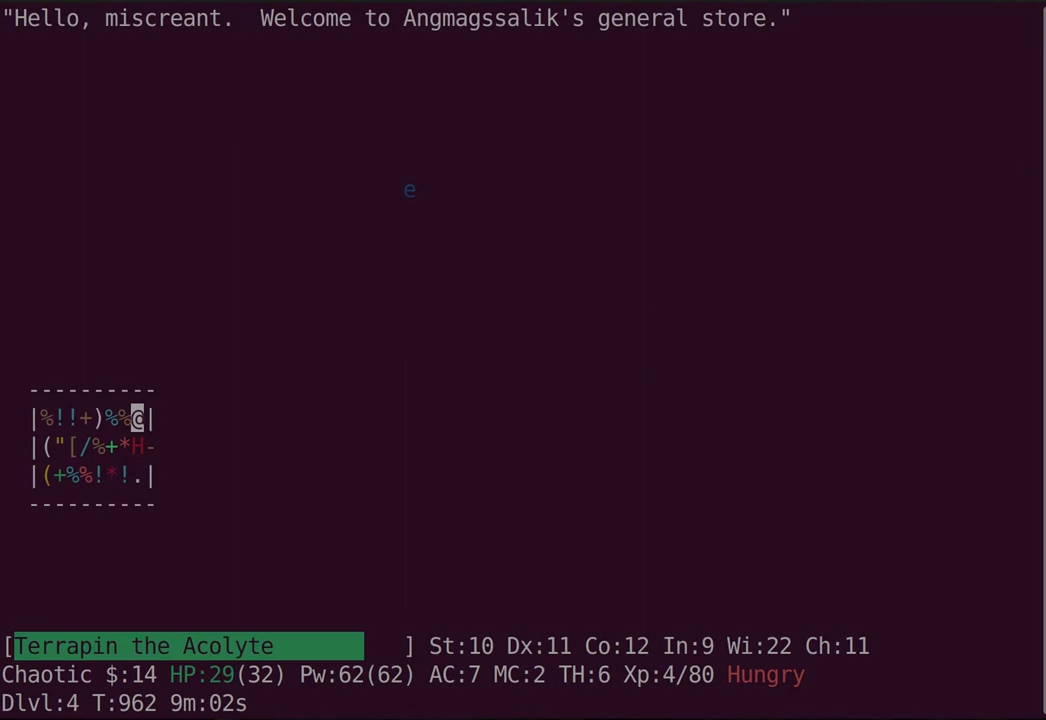 "Hello, miscreant.  Welcome to Angmagssalik's general store."
e
----------
|%!!+)%%@|
|("[/%+*H-
|(+%%!*!.|
----------
[Terrapin the Acolyte          ] St:10 Dx:11 Co:12 In:9 Wi:22 Ch:11
Chaotic $:14 HP:29(32) Pw:62(62) AC:7 MC:2 TH:6 Xp:4/80 Hungry
Dlvl:4 T:962 9m:02s